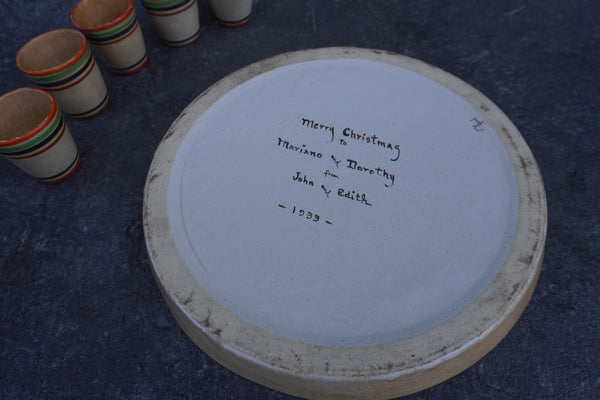 Merry Christmas
to
Mariano & Dorothy
from
John & Edith
- 1933 -